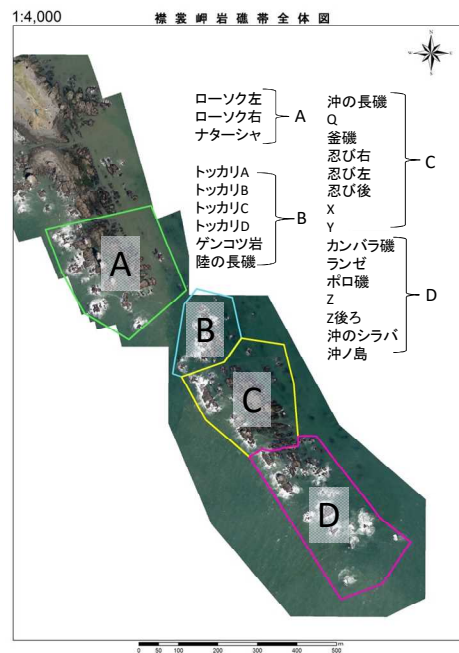 1:4,000
襟裳岬岩礁帯全体図
N
ローソク左
ローソク右
ナターシャ
A
トッカリA
トッカリB
トッカリC
トッカリD
ゲンコツ岩
陸の長磯
B
沖の長磯
Q
釜磯
忍び右
忍び左
忍び後
X
Y
C
カンバラ磯
ランゼ
ポロ磯
Z
Z後ろ
沖のシラバ
沖ノ島
D
A
B
C
D
0 50 100 200 300 400 500 m